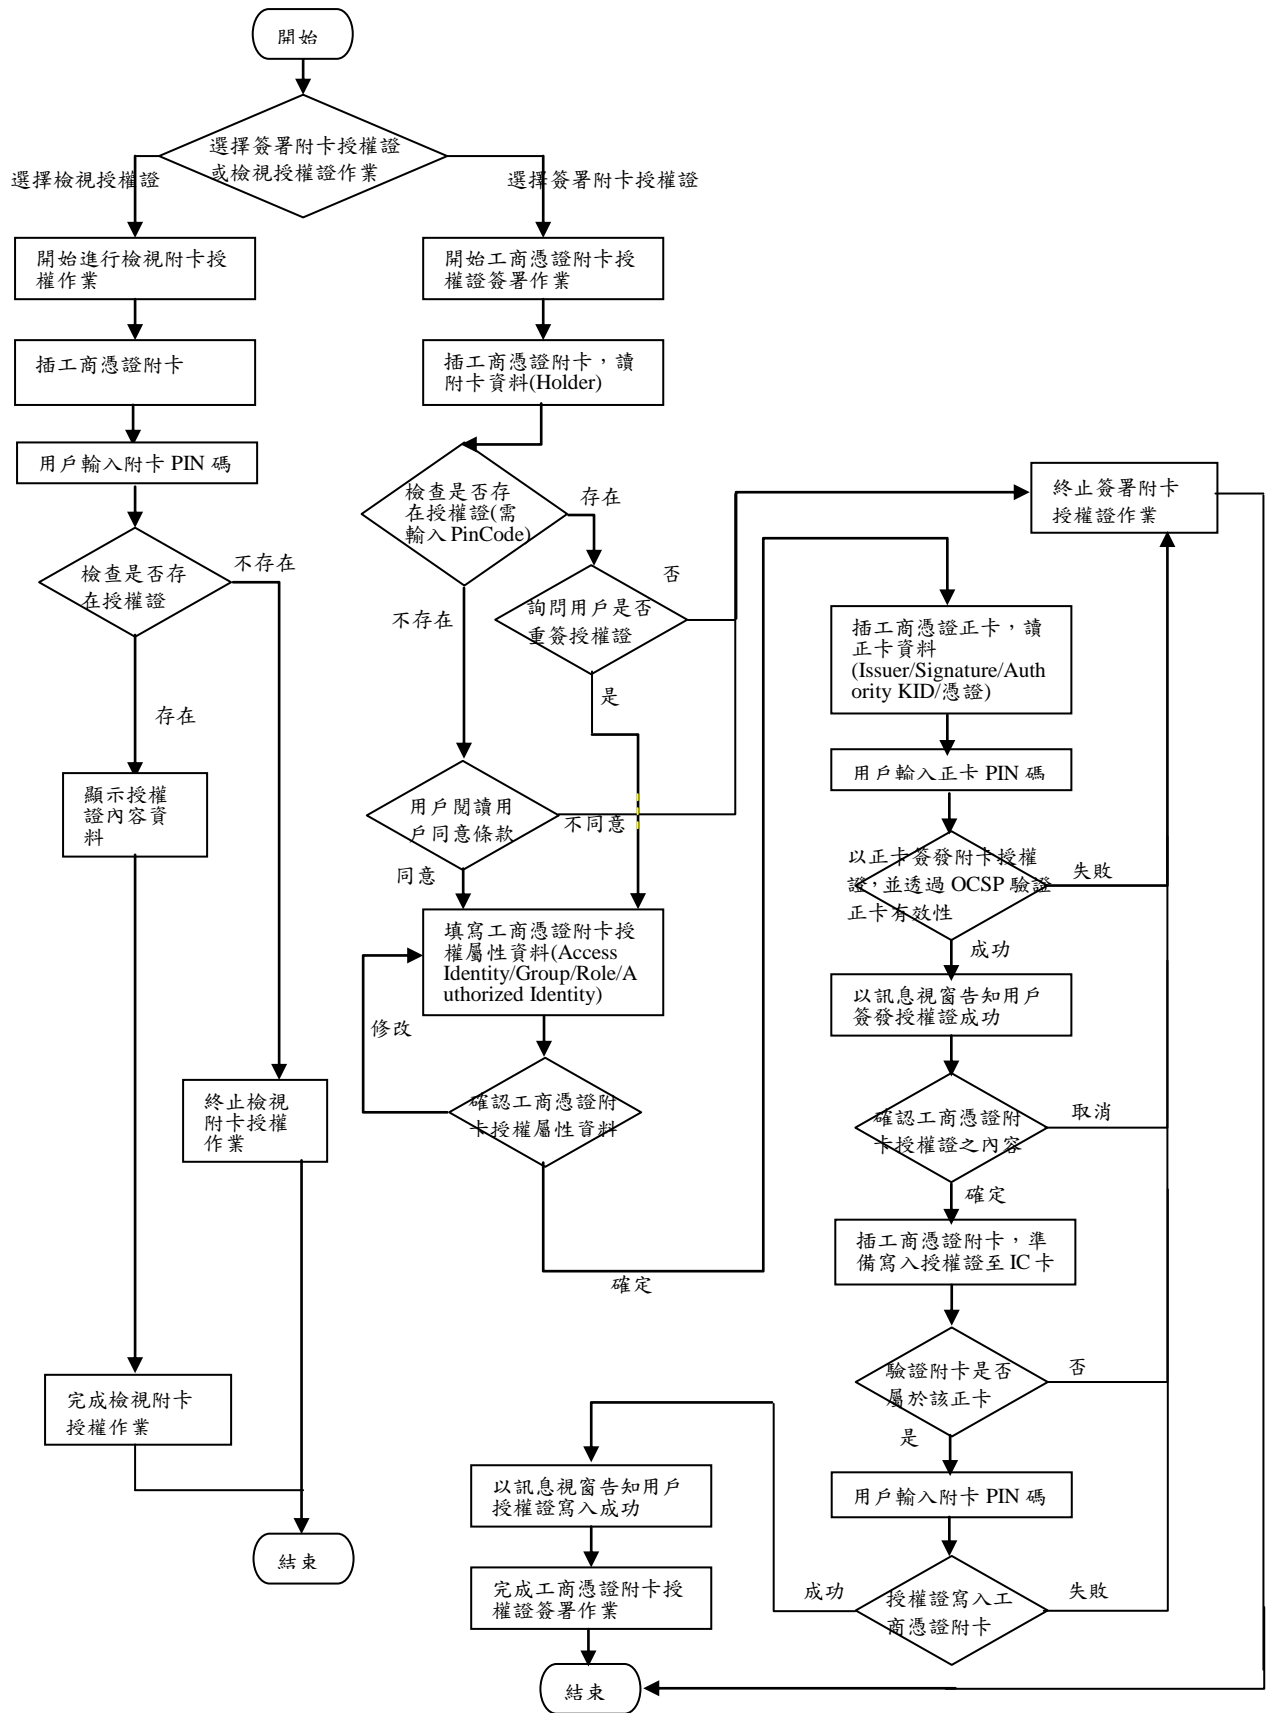 開始
選擇簽署附卡授權證
或檢視授權證作業
選擇檢視授權證
選擇簽署附卡授權證
開始進行檢視附卡授
權作業
插工商憑證附卡
用戶輸入附卡 PIN 碼
檢查是否存
在授權證
不存在
存在
顯示授權
證內容資
料
終止檢視
附卡授權
作業
完成檢視附卡
授權作業
結束
開始工商憑證附卡授
權證簽署作業
插工商憑證附卡，讀
附卡資料(Holder)
檢查是否存
在授權證(需
輸入 PinCode)
存在
不存在
詢問用戶是否
重簽授權證
否
是
用戶閱讀用
戶同意條款
不同意
同意
填寫工商憑證附卡授
權屬性資料(Access
Identity/Group/Role/A
uthorized Identity)
修改
確認工商憑證附
卡授權屬性資料
確定
終止簽署附卡
授權證作業
插工商憑證正卡，讀
正卡資料
(Issuer/Signature/Auth
ority KID/憑證)
用戶輸入正卡 PIN 碼
以正卡簽發附卡授權
證，並透過 OCSP 驗證
正卡有效性
失敗
成功
以訊息視窗告知用戶
簽發授權證成功
確認工商憑證附
卡授權證之內容
取消
確定
插工商憑證附卡，準
備寫入授權證至 IC 卡
驗證附卡是否
屬於該正卡
否
是
用戶輸入附卡 PIN 碼
授權證寫入工
商憑證附卡
失敗
成功
以訊息視窗告知用戶
授權證寫入成功
完成工商憑證附卡授
權證簽署作業
結束